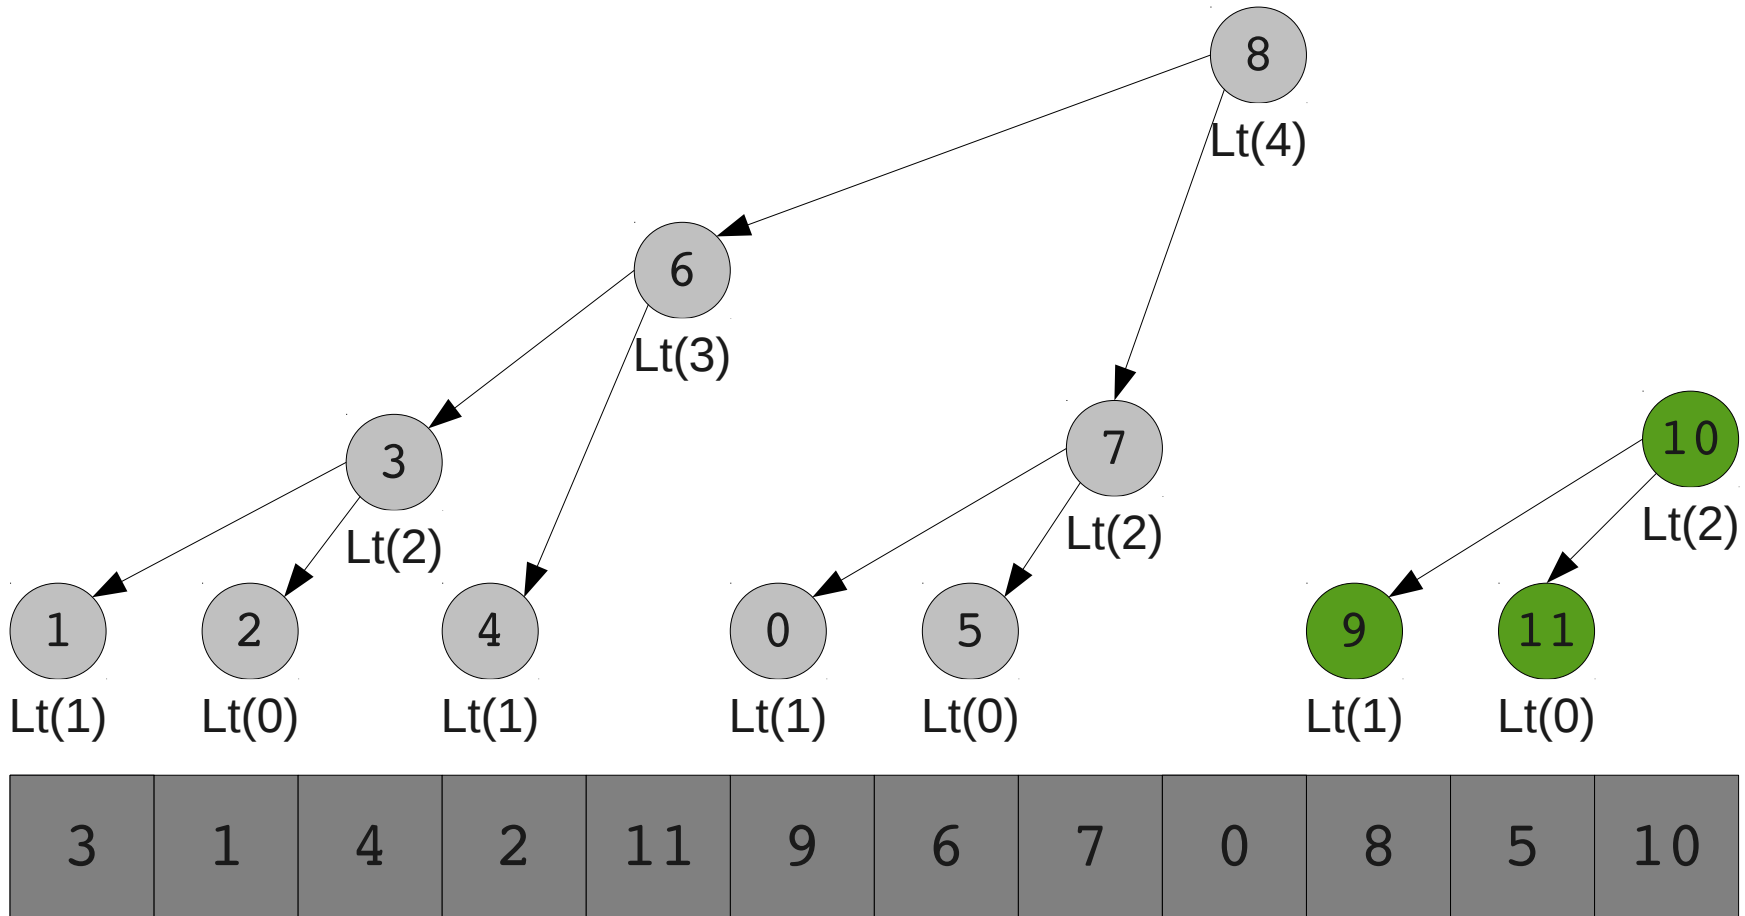 8
Lt(4)
6
Lt(3)
3
Lt(2)
7
Lt(2)
10
Lt(2)
1
Lt(1)
2
Lt(0)
4
Lt(1)
0
Lt(1)
5
Lt(0)
9
Lt(1)
11
Lt(0)
3 1 4 2 11 9 6 7 0 8 5 10